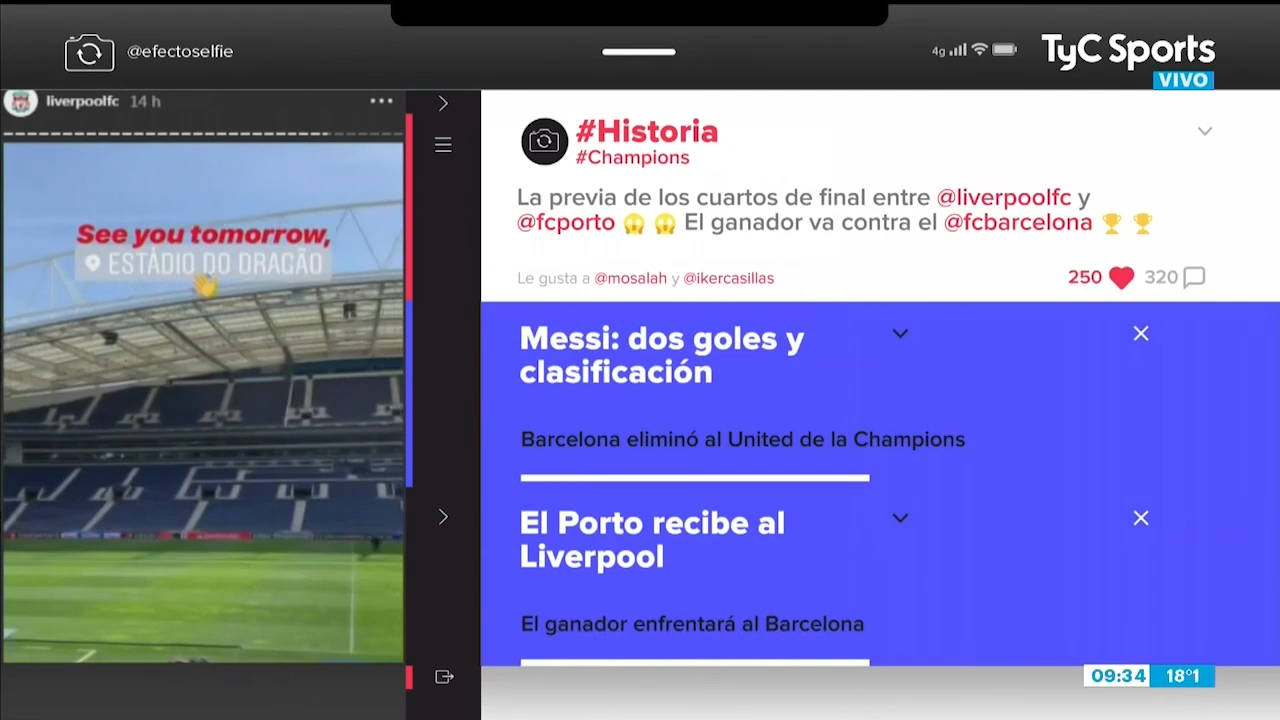 @efectoselfie
4g
TyC Sports
VIVO
liverpoolfc 14 h
See you tomorrow,
ESTÁDIO DO DRAGÃO
#Historia
#Champions
La previa de los cuartos de final entre @liverpoolfc y
@fcporto 😱 😱 El ganador va contra el @fcbarcelona 🏆 🏆
Le gusta a @mosalah y @ikercasillas
250 320
Messi: dos goles y
clasificación
Barcelona eliminó al United de la Champions
El Porto recibe al
Liverpool
El ganador enfrentará al Barcelona
09:34 18°1